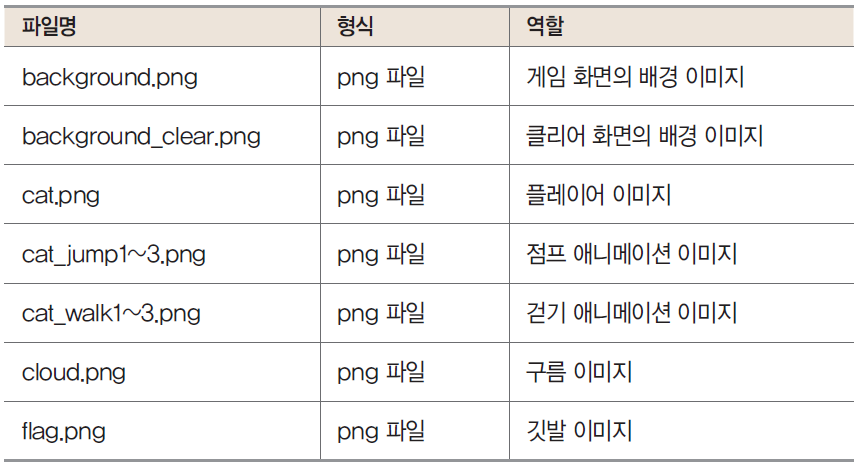 파일명 형식 역할
background.png png 파일 게임 화면의 배경 이미지
background_clear.png png 파일 클리어 화면의 배경 이미지
cat.png png 파일 플레이어 이미지
cat_jump1~3.png png 파일 점프 애니메이션 이미지
cat_walk1~3.png png 파일 걷기 애니메이션 이미지
cloud.png png 파일 구름 이미지
flag.png png 파일 깃발 이미지